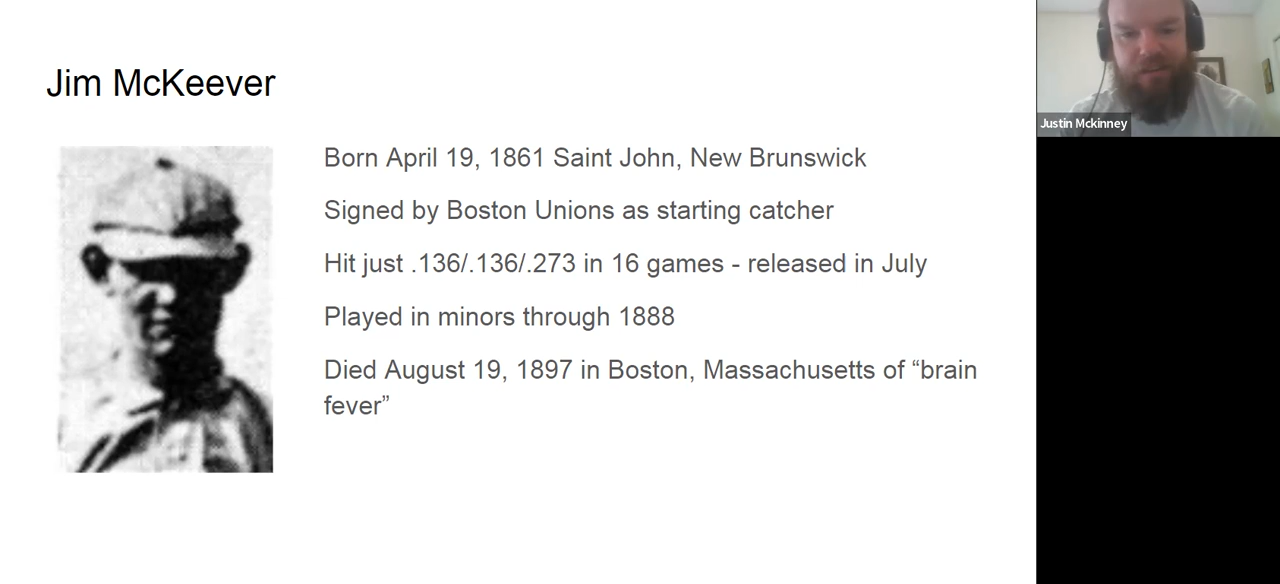 Jim McKeever
Born April 19, 1861 Saint John, New Brunswick
Signed by Boston Unions as starting catcher
Hit just .136/.136/.273 in 16 games - released in July
Played in minors through 1888
Died August 19, 1897 in Boston, Massachusetts of “brain
fever”
Justin Mckinney